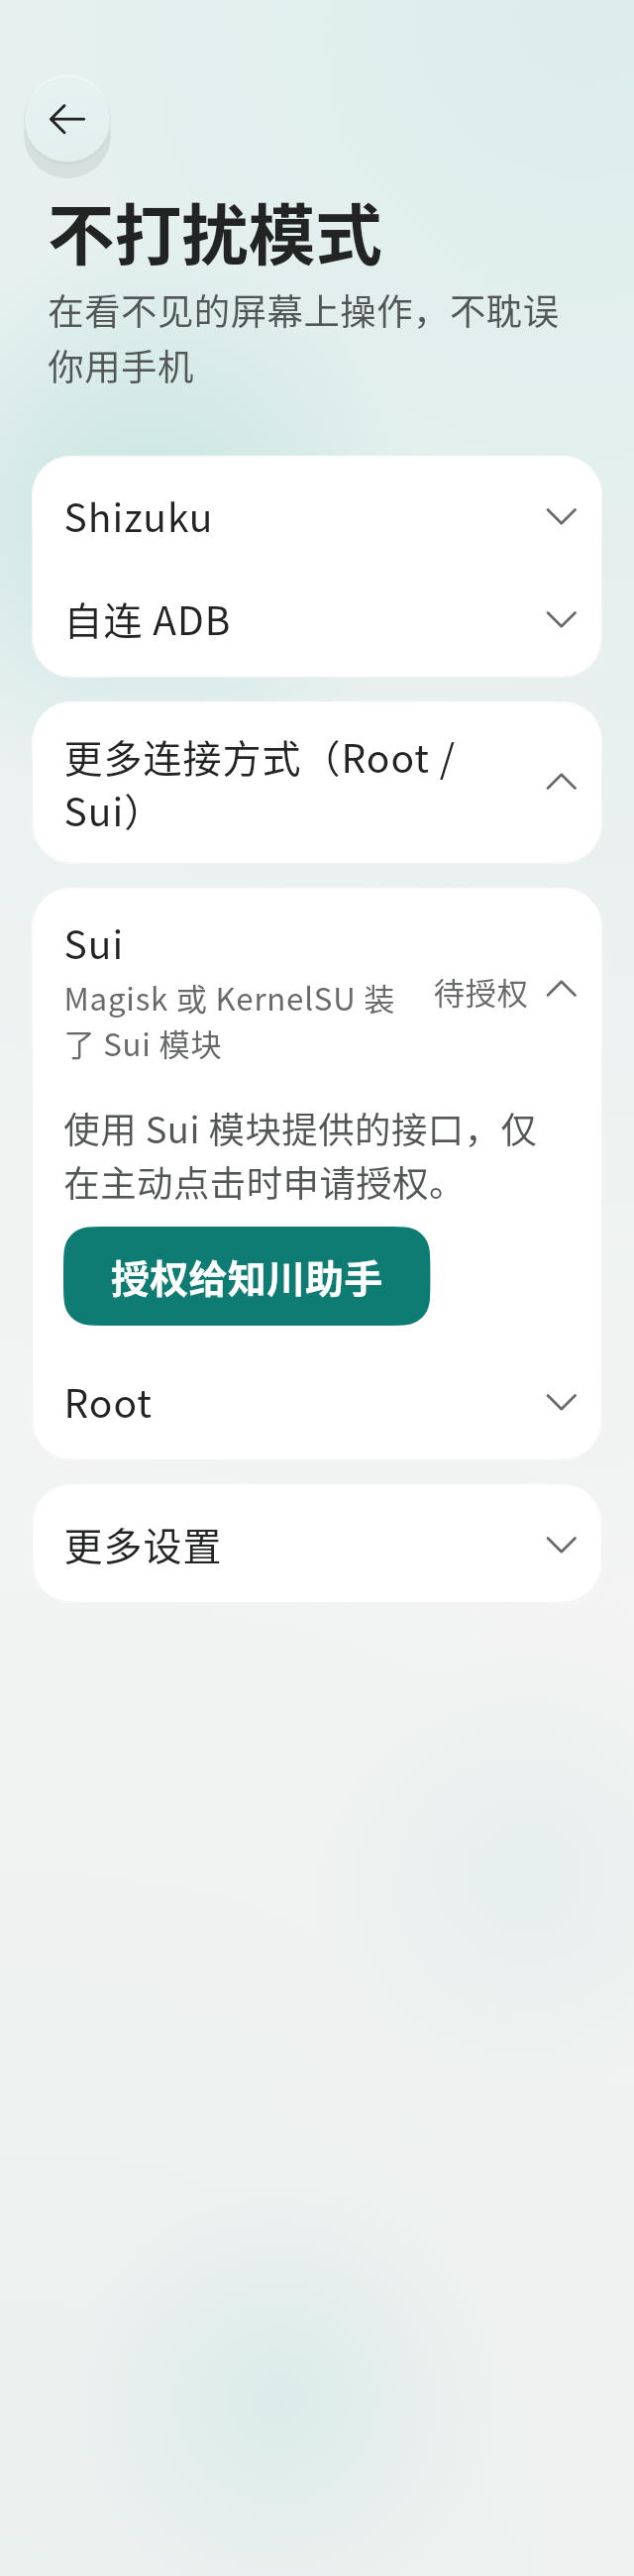 不打扰模式
在看不见的屏幕上操作，不耽误
你用手机
Shizuku
自连 ADB
更多连接方式（Root /
Sui）
Sui
Magisk 或 KernelSU 装
了 Sui 模块
待授权
使用 Sui 模块提供的接口，仅
在主动点击时申请授权。
授权给知川助手
Root
更多设置